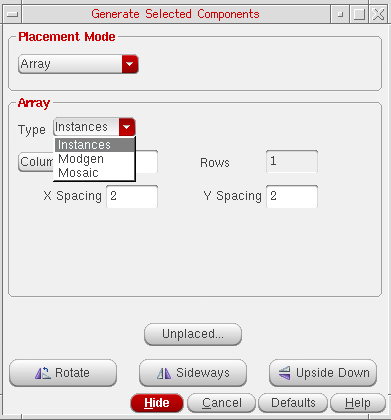 Generate Selected Components
Placement Mode
Array
Array
Type Instances
Instances
Modgen
Mosaic
Colum
Rows 1
X Spacing 2 Y Spacing 2
Unplaced...
Rotate Sideways Upside Down
Hide Cancel Defaults Help